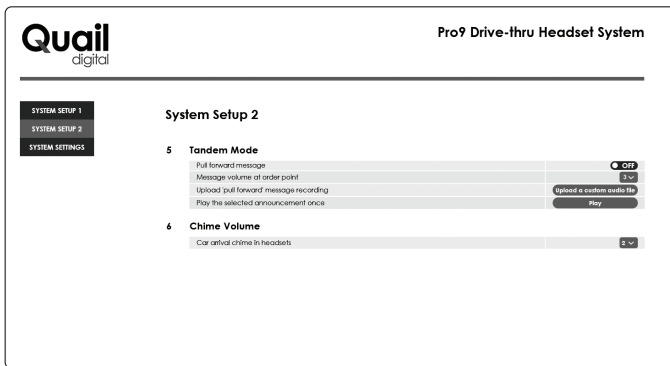 Quail
digital
Pro9 Drive-thru Headset System
SYSTEM SETUP 1
SYSTEM SETUP 2
SYSTEM SETTINGS
System Setup 2
5 Tandem Mode
Pull forward message OFF
Message volume at order point 3
Upload 'pull forward' message recording Upload a custom audio file
Play the selected announcement once Play
6 Chime Volume
Car arrival chime in headsets 2